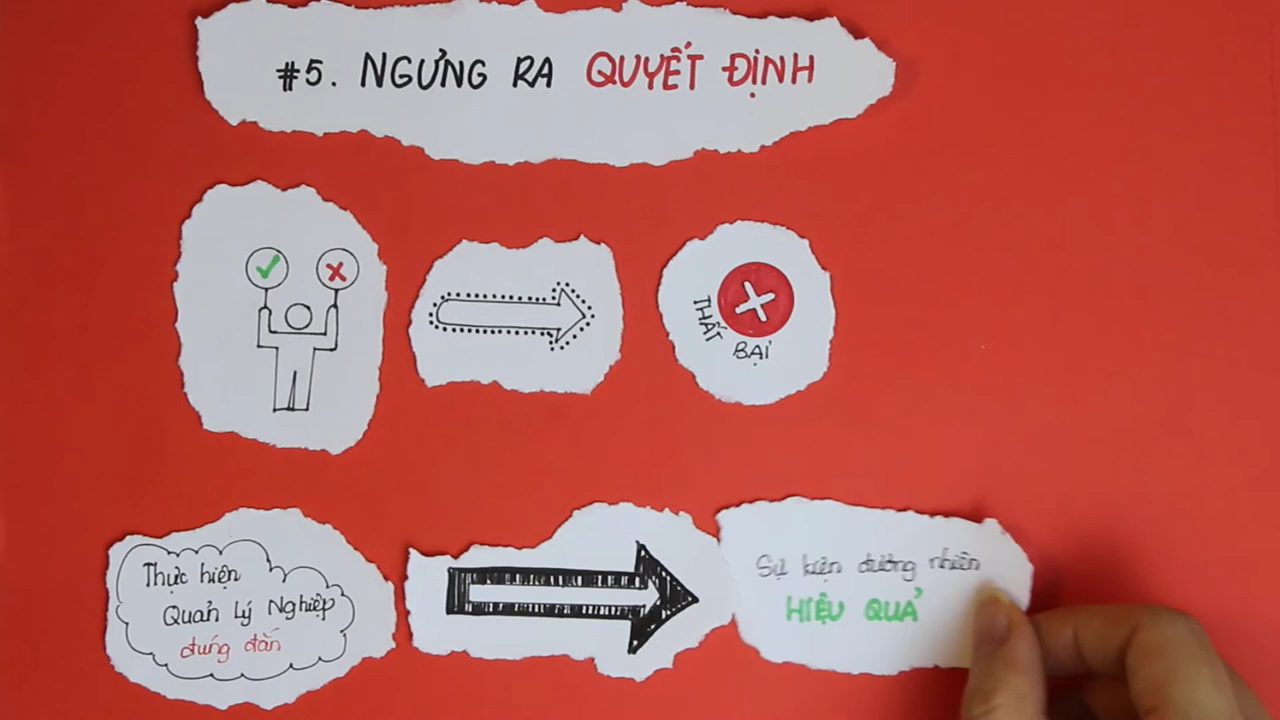 #5. NGƯNG RA QUYẾT ĐỊNH
THẤT
BẠI
Thực hiện
Quản Lý Nghiệp
đúng đắn
Sự kiện đương nhiên
HIỆU QUẢ